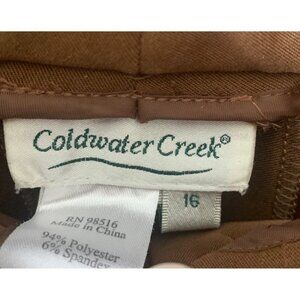 Coldwater Creek®
16
RN 98516
Made in China
94% Polyester
6% Spandex